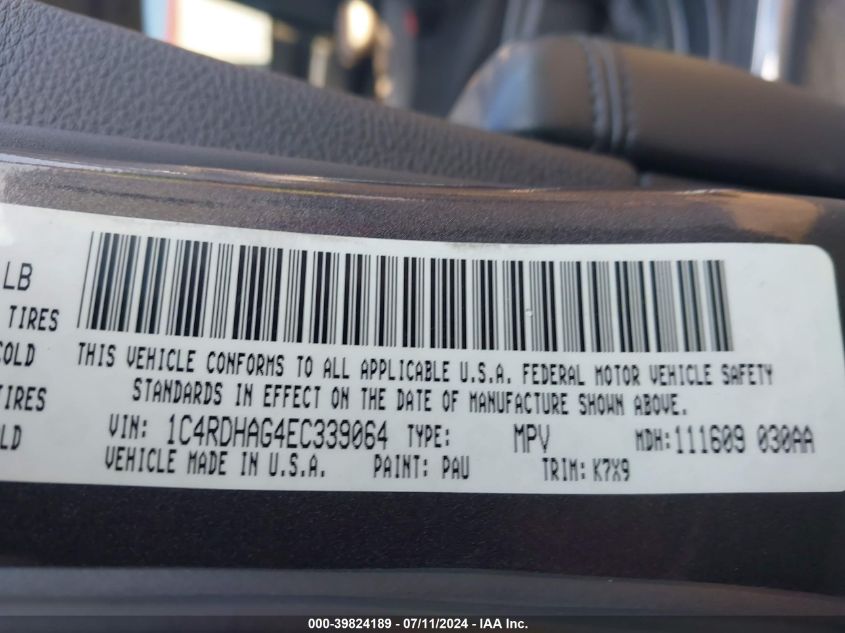 LB
TIRES
COLD
TIRES
LD
THIS VEHICLE CONFORMS TO ALL APPLICABLE U.S.A. FEDERAL MOTOR VEHICLE SAFETY
STANDARDS IN EFFECT ON THE DATE OF MANUFACTURE SHOWN ABOVE.
VIN: 1C4RDHAG4EC339064 TYPE: MPV MDH:111609 030AA
VEHICLE MADE IN U.S.A. PAINT: PAU TRIM: K7X9
000-39824189 - 07/11/2024 - IAA Inc.